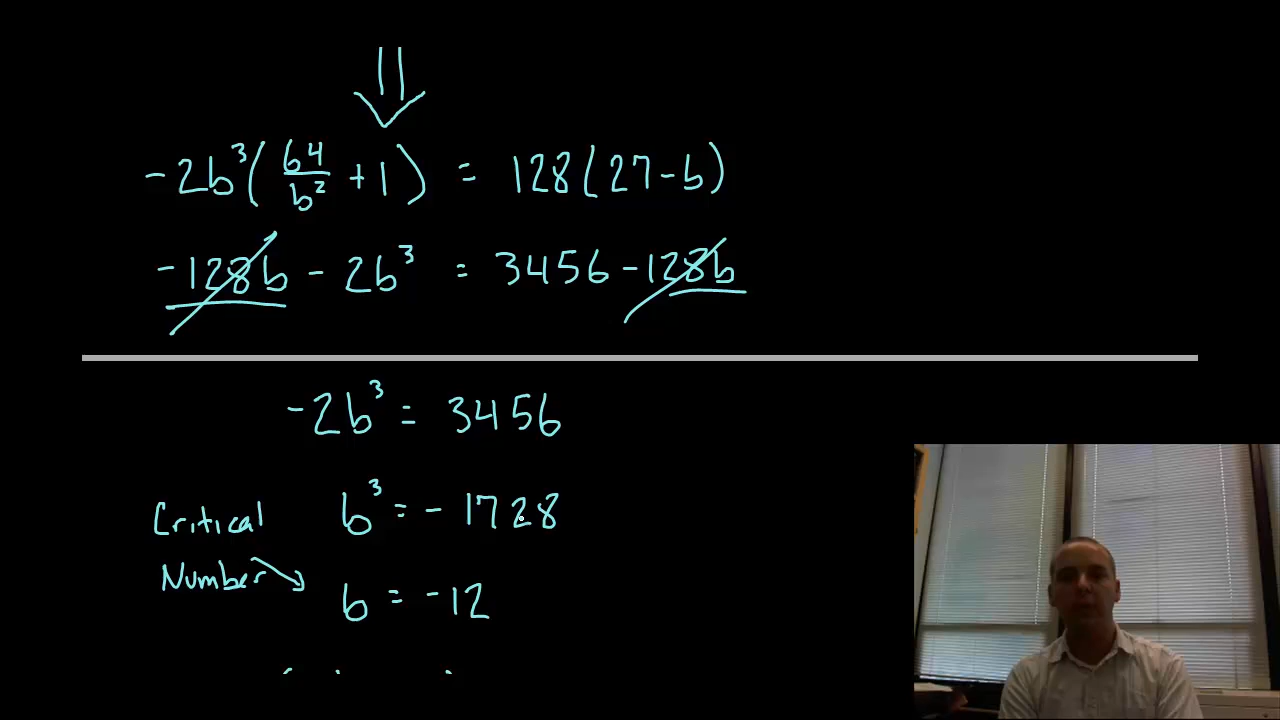 -2b³(64/b² + 1) = 128(27-b)
-128b - 2b³ = 3456 - 128b
-2b³ = 3456
b³ = -1728
Critical
Number
b = -12